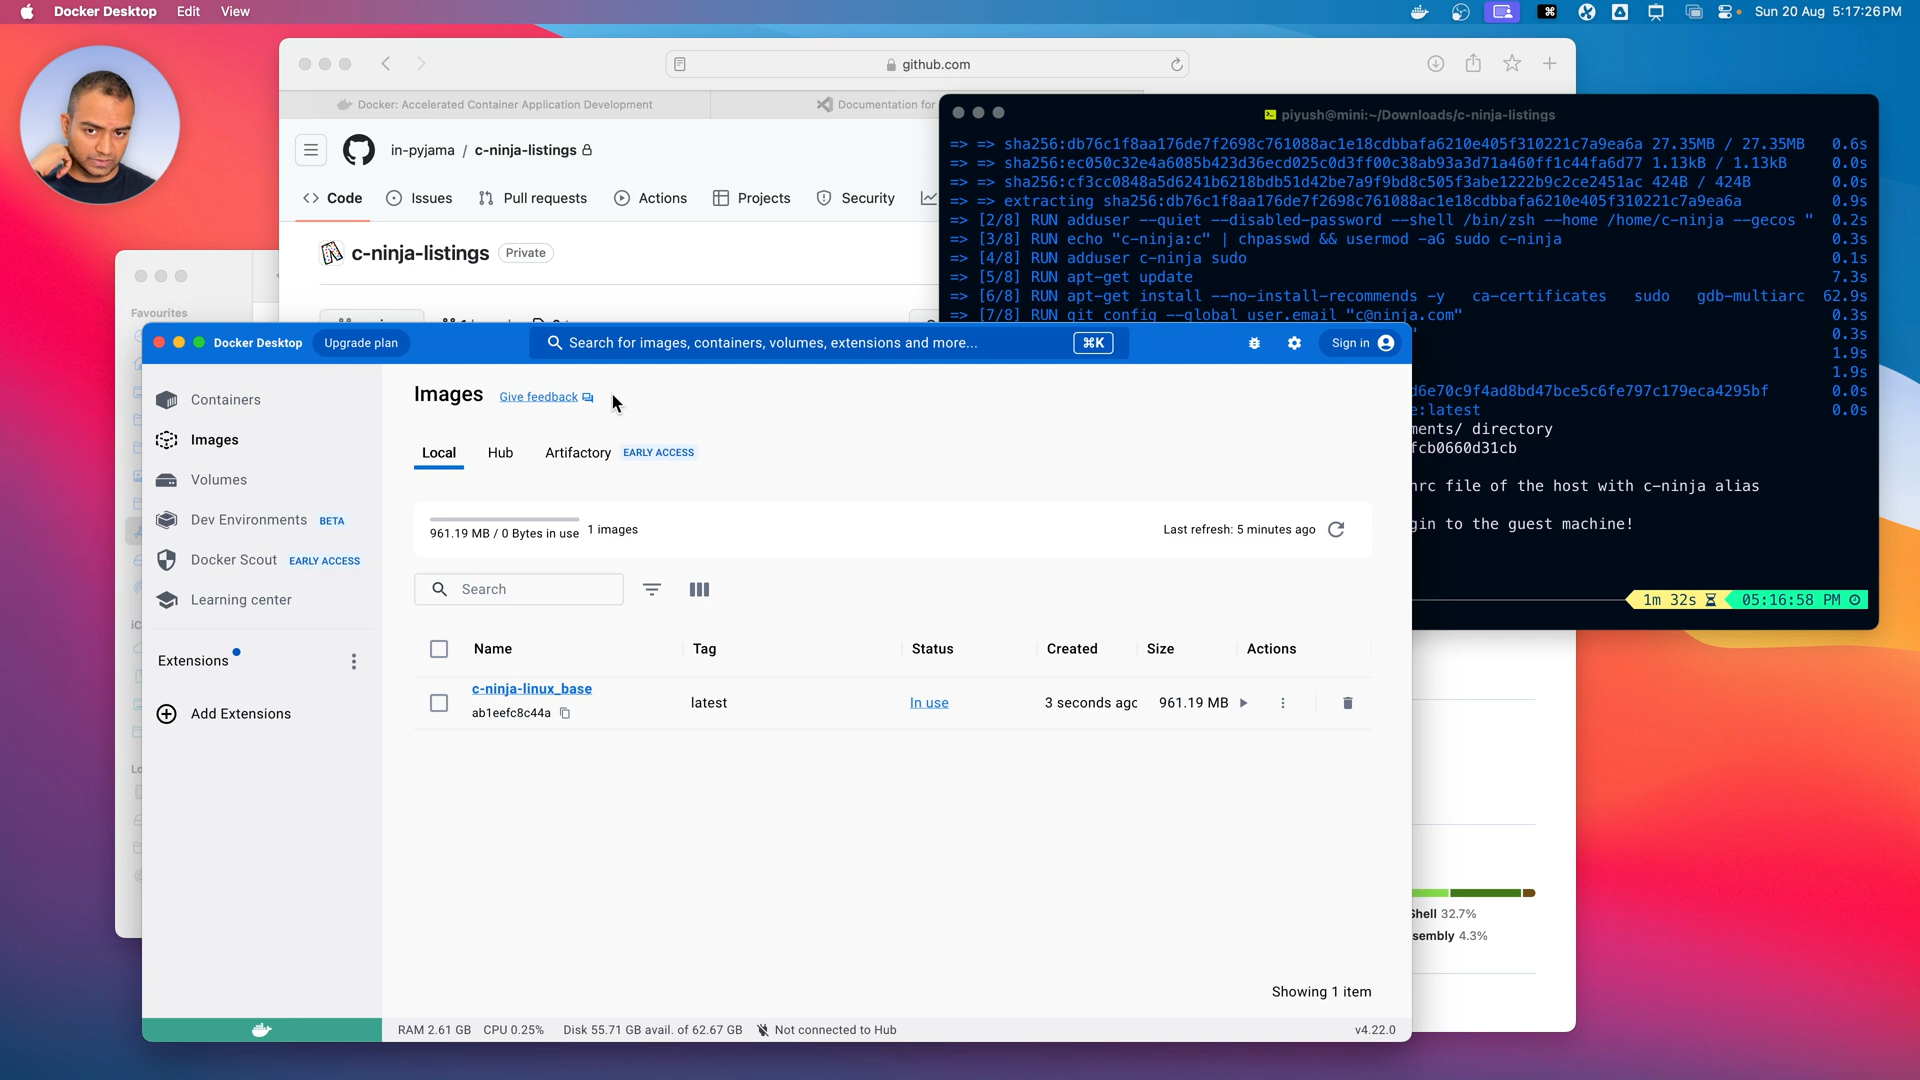 Docker Desktop Edit View
Sun 20 Aug 5:17:26 PM
github.com
Docker: Accelerated Container Application Development
Documentation for
in-pyjama / c-ninja-listings
<> Code Issues Pull requests Actions Projects Security
c-ninja-listings Private
Favourites
piyush@mini:~/Downloads/c-ninja-listings
=> => sha256:db76c1f8aa176de7f2698c761088ac1e18cdbbafa6210e405f310221c7a9ea6a 27.35MB / 27.35MB 0.6s
=> => sha256:ec050c32e4a6085b423d36ecd025c0d3ff00c38ab93a3d71a460ff1c44fa6d77 1.13kB / 1.13kB 0.0s
=> => sha256:cf3cc0848a5d6241b6218bdb51d42be7a9f9bd8c505f3abe1222b9c2ce2451ac 424B / 424B 0.0s
=> => extracting sha256:db76c1f8aa176de7f2698c761088ac1e18cdbbafa6210e405f310221c7a9ea6a 0.9s
=> [2/8] RUN adduser --quiet --disabled-password --shell /bin/zsh --home /home/c-ninja --gecos " 0.2s
=> [3/8] RUN echo "c-ninja:c" | chpasswd && usermod -aG sudo c-ninja 0.3s
=> [4/8] RUN adduser c-ninja sudo 0.1s
=> [5/8] RUN apt-get update 7.3s
=> [6/8] RUN apt-get install --no-install-recommends -y ca-certificates sudo gdb-multiarc 62.9s
=> [7/8] RUN git config --global user.email "c@ninja.com" 0.3s
" 0.3s
1.9s
1.9s
d6e70c9f4ad8bd47bce5c6fe797c179eca4295bf 0.0s
e:latest 0.0s
ments/ directory
fcb0660d31cb
hrc file of the host with c-ninja alias
gin to the guest machine!
1m 32s 05:16:58 PM
Docker Desktop Upgrade plan
Search for images, containers, volumes, extensions and more... ⌘K
Sign in
Containers
Images
Volumes
Dev Environments BETA
Docker Scout EARLY ACCESS
Learning center
Extensions
Add Extensions
Images Give feedback
Local Hub Artifactory EARLY ACCESS
961.19 MB / 0 Bytes in use 1 images
Last refresh: 5 minutes ago
Search
Name Tag Status Created Size Actions
c-ninja-linux_base
ab1eefc8c44a
latest In use 3 seconds agc 961.19 MB
Showing 1 item
RAM 2.61 GB CPU 0.25% Disk 55.71 GB avail. of 62.67 GB Not connected to Hub v4.22.0
Shell 32.7%
sembly 4.3%